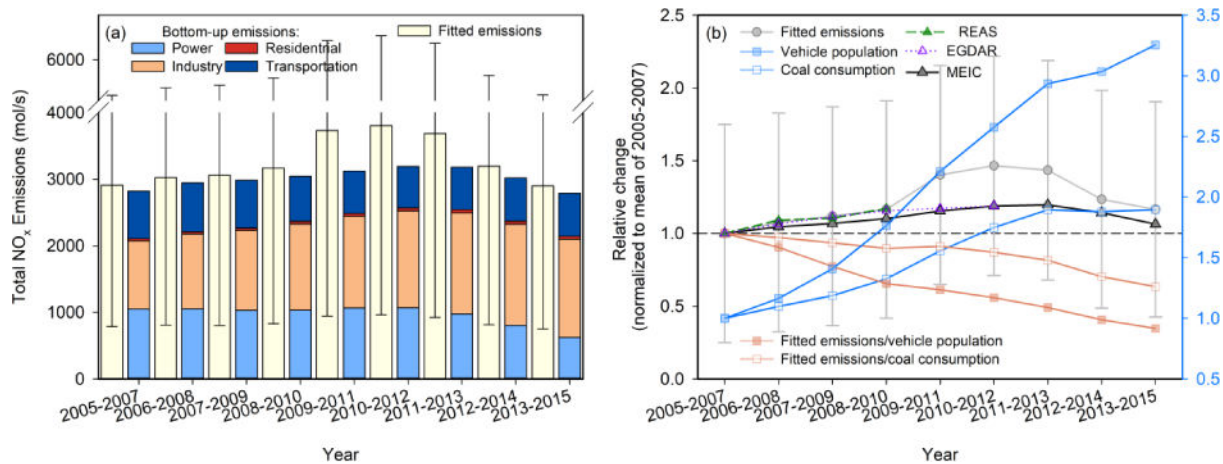 (a)
Bottom-up emissions:
Power
Residentrial
Industry
Transportation
Fitted emissions
Total NOx Emissions (mol/s)
6000
4000
3000
2000
1000
0
2005-2007
2006-2008
2007-2009
2008-2010
2009-2011
2010-2012
2011-2013
2012-2014
2013-2015
Year
(b)
Fitted emissions
Vehicle population
Coal consumption
REAS
EGDAR
MEIC
Relative change
(normalized to mean of 2005-2007)
2.5
2.0
1.5
1.0
0.5
0.0
3.5
3.0
2.5
2.0
1.5
1.0
0.5
Fitted emissions/vehicle population
Fitted emissions/coal consumption
2005-2007
2006-2008
2007-2009
2008-2010
2009-2011
2010-2012
2011-2013
2012-2014
2013-2015
Year